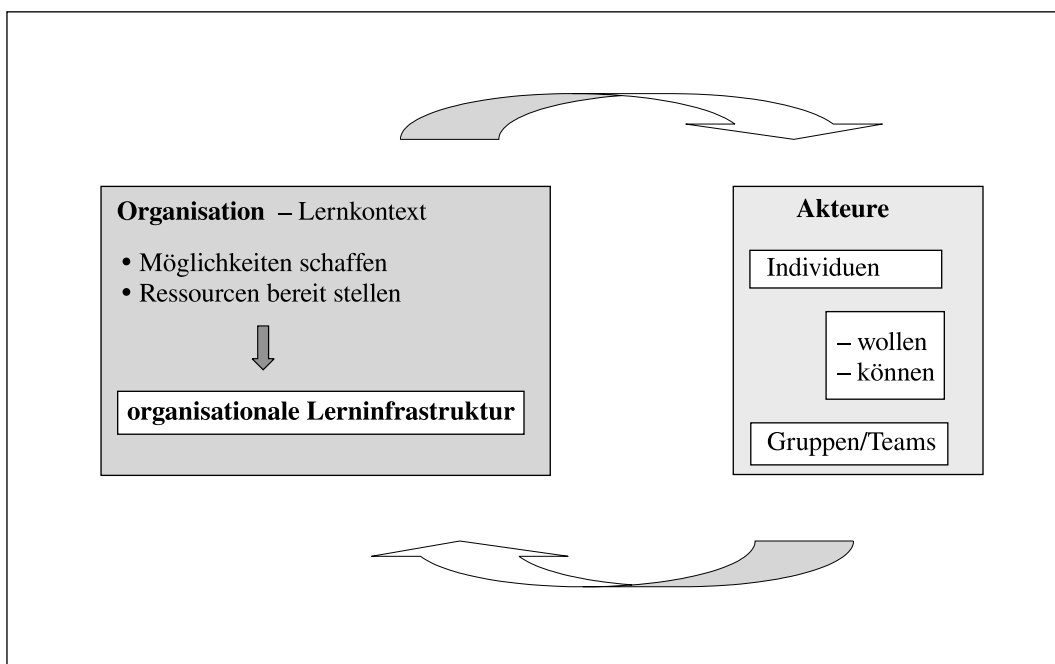 Organisation – Lernkontext
• Möglichkeiten schaffen
• Ressourcen bereit stellen
organisationale Lerninfrastruktur
Akteure
Individuen
– wollen
– können
Gruppen/Teams